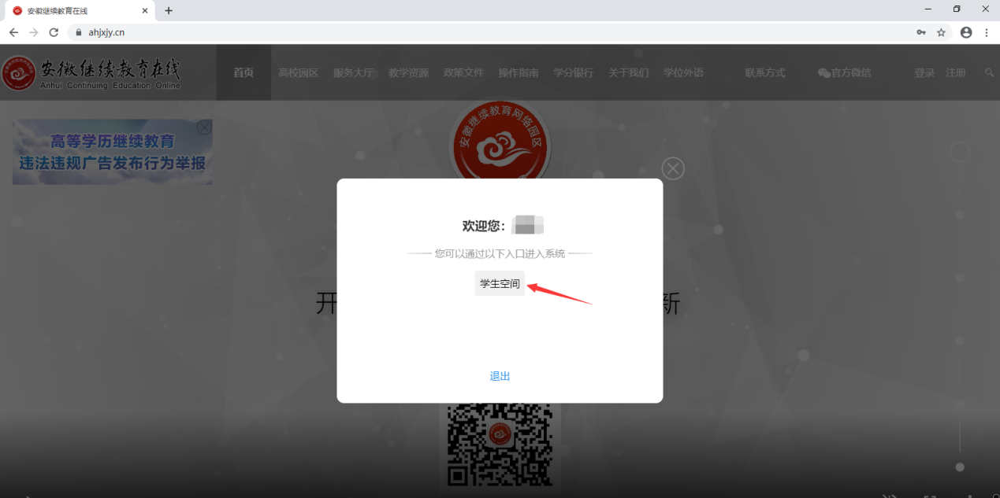 安徽继续教育在线
ahjxjy.cn
安徽继续教育在线
Anhui Continuing Education Online
首页 高校园区 服务大厅 教学资源 政策文件 操作指南 学分银行 关于我们 学位外语 联系方式 官方微信 登录 注册
高等学历继续教育
违法违规广告发布行为举报
安徽继续教育网络园区
欢迎您：
您可以通过以下入口进入系统
学生空间
开 新
退出